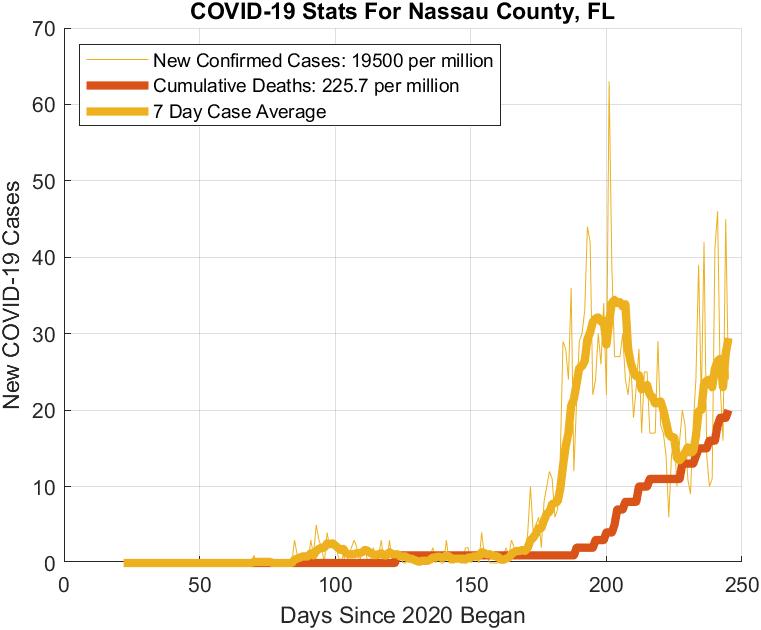 COVID-19 Stats For Nassau County, FL
New Confirmed Cases: 19500 per million
Cumulative Deaths: 225.7 per million
7 Day Case Average
New COVID-19 Cases
70
60
50
40
30
20
10
0
0 50 100 150 200 250
Days Since 2020 Began